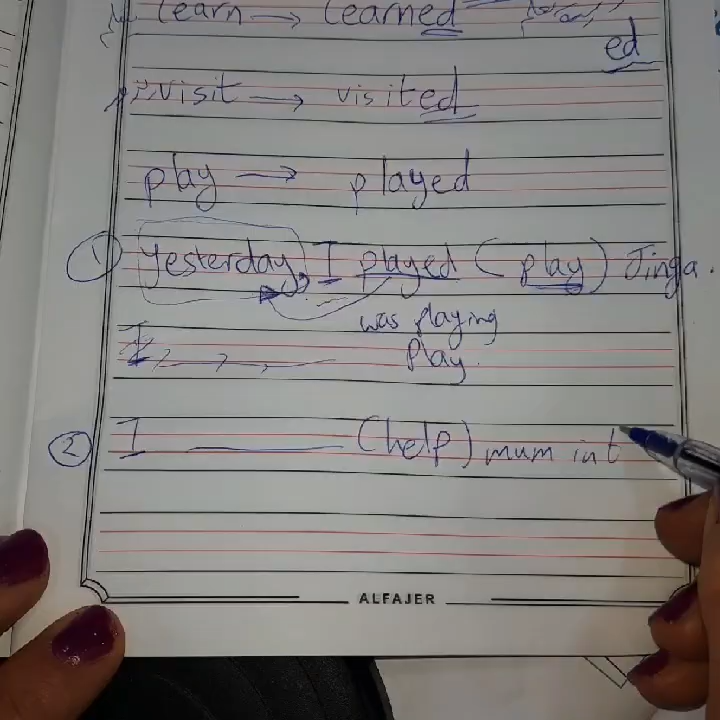 learn → learned
ed
visit → visited
play → played
① Yesterday, I played (play) Jinga.
was playing
I play.
② I ______ (help) mum in t
ALFAJER